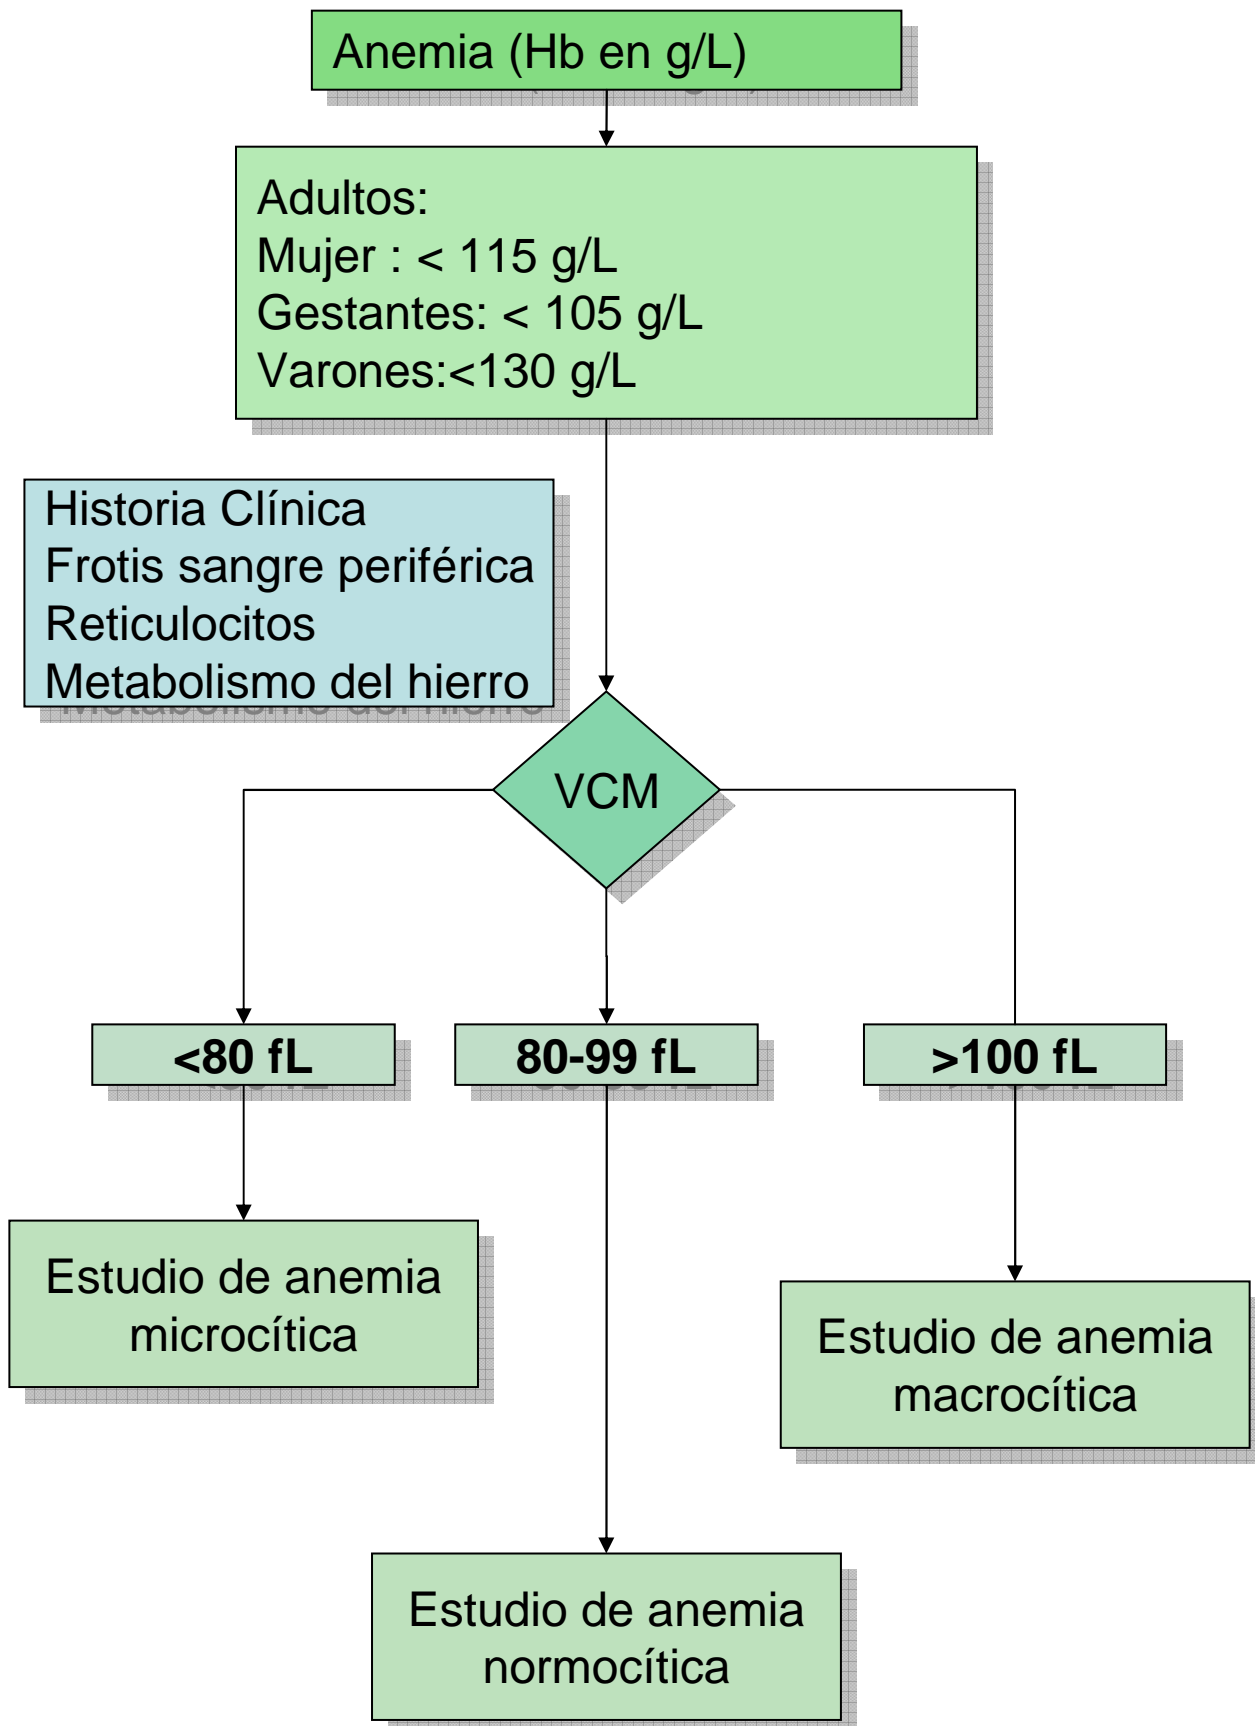 Anemia (Hb en g/L)
Adultos:
Mujer : < 115 g/L
Gestantes: < 105 g/L
Varones:<130 g/L
Historia Clínica
Frotis sangre periférica
Reticulocitos
Metabolismo del hierro
VCM
<80 fL
80-99 fL
>100 fL
Estudio de anemia
microcítica
Estudio de anemia
macrocítica
Estudio de anemia
normocítica